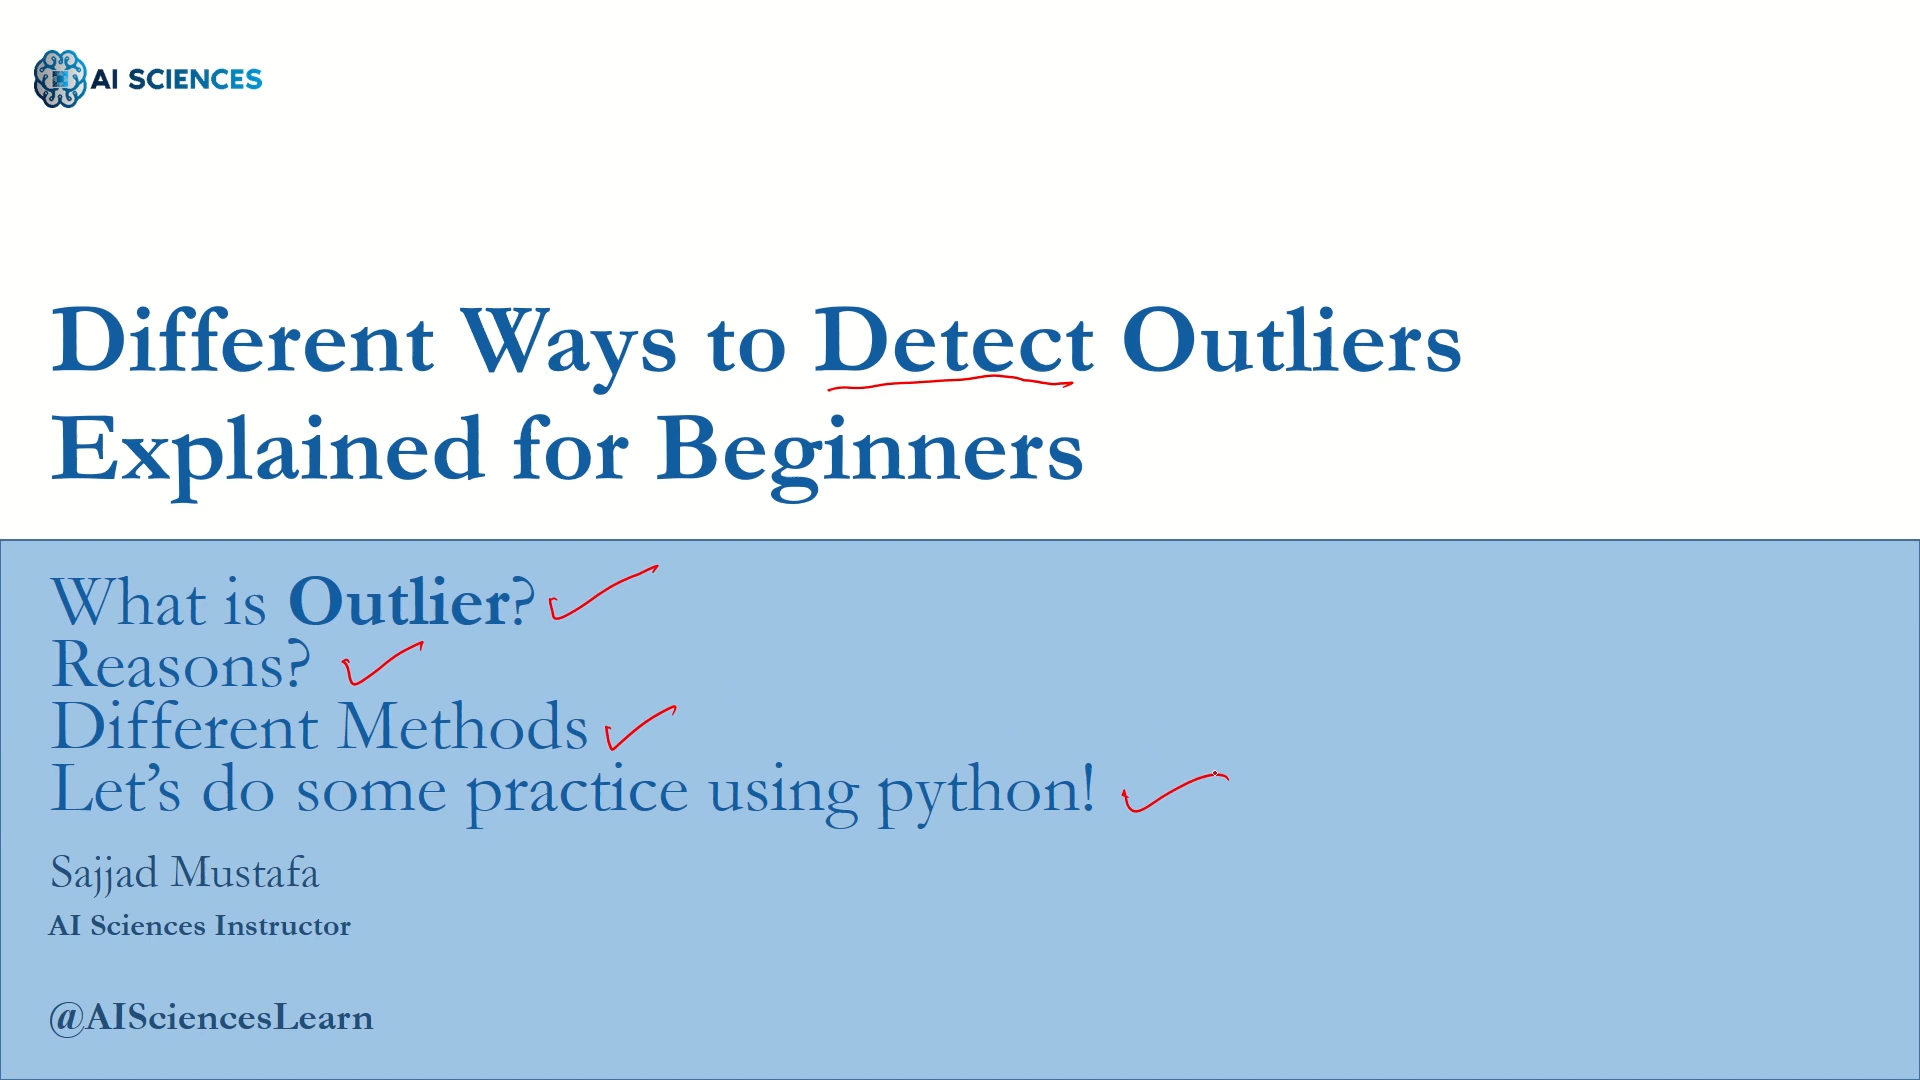 AI SCIENCES
Different Ways to Detect Outliers
Explained for Beginners
What is Outlier?
Reasons?
Different Methods
Let’s do some practice using python!
Sajjad Mustafa
AI Sciences Instructor
@AISciencesLearn